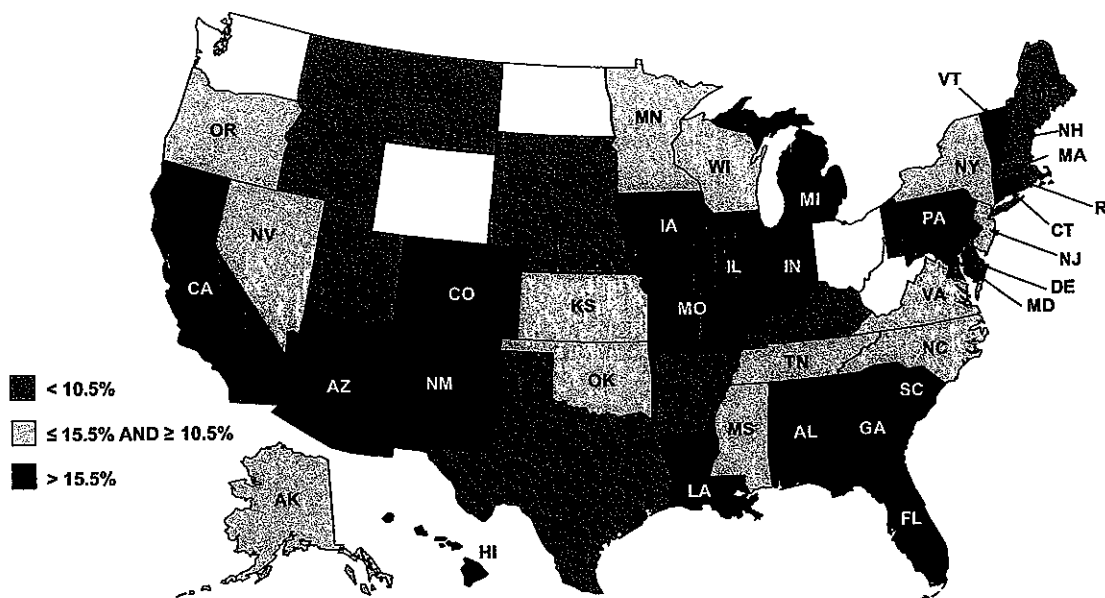 VT
MN
OR
NH
WI
NY
MA
MI
R
IA
PA
CT
NV
NJ
IL
IN
CA
CO
DE
KS
VA
MD
MO
NC
TN
OK
AZ
NM
SC
< 10.5%
≤ 15.5% AND ≥ 10.5%
MS
AL
GA
> 15.5%
LA
AK
FL
HI